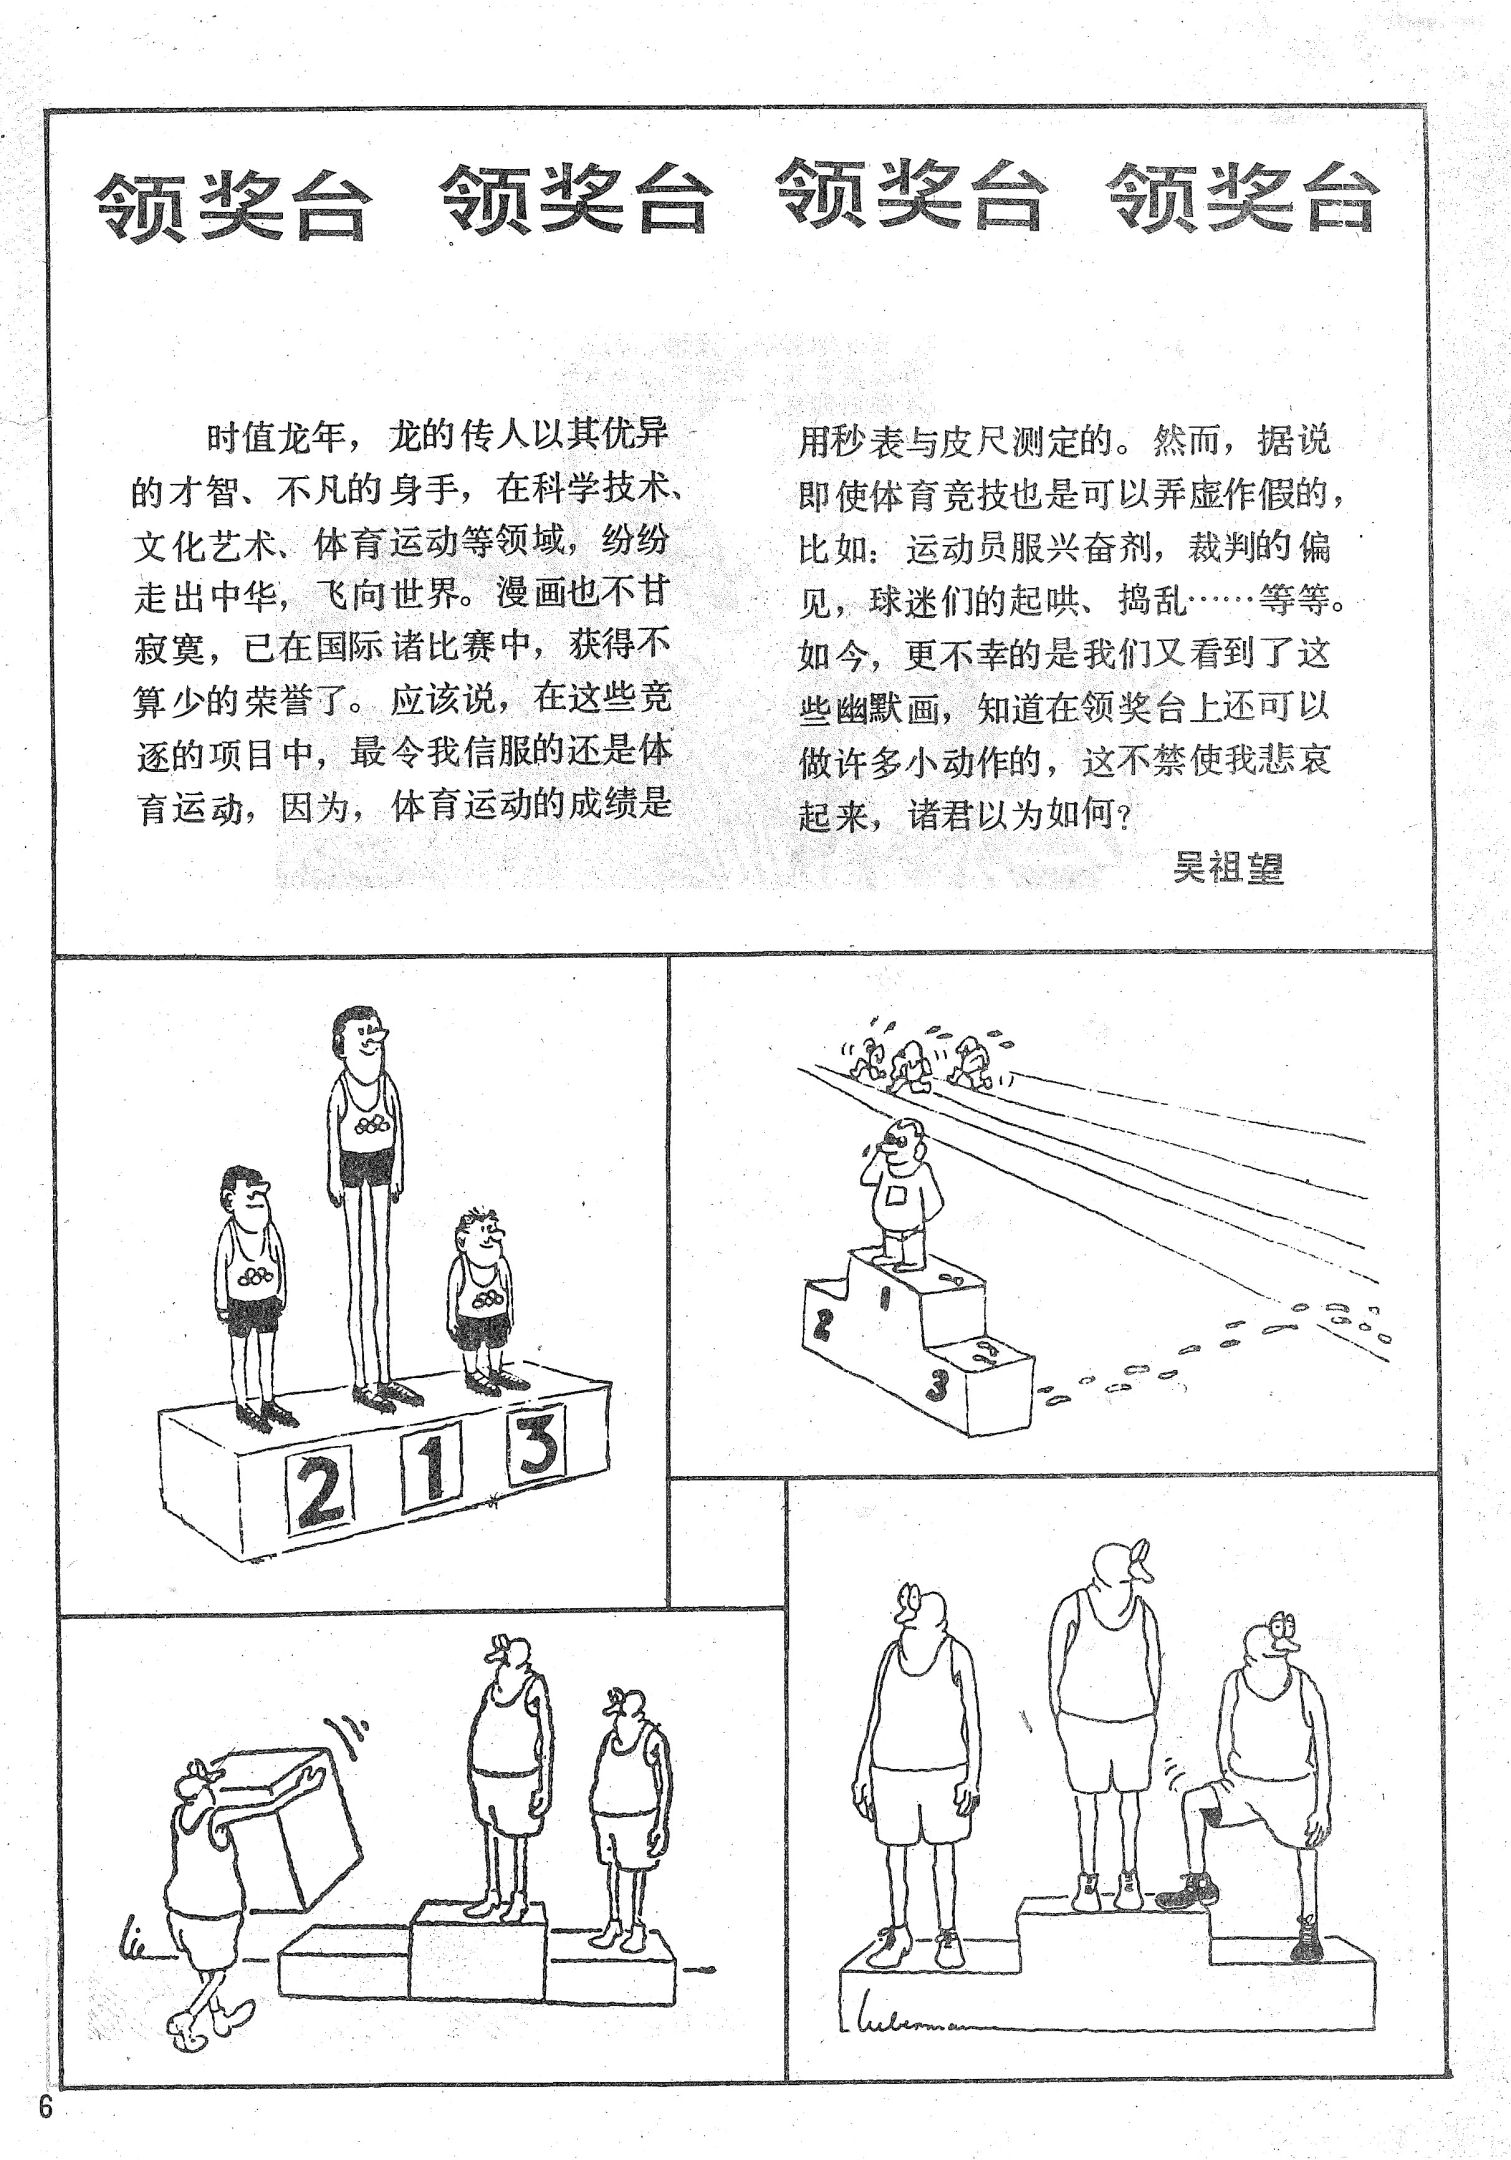 领奖台 领奖台 领奖台 领奖台
时值龙年，龙的传人以其优异
的才智、不凡的身手，在科学技术、
文化艺术、体育运动等领域，纷纷
走出中华，飞向世界。漫画也不甘
寂寞，已在国际诸比赛中，获得不
算少的荣誉了。应该说，在这些竞
逐的项目中，最令我信服的还是体
育运动，因为，体育运动的成绩是
用秒表与皮尺测定的。然而，据说
即使体育竞技也是可以弄虚作假的，
比如：运动员服兴奋剂，裁判的偏
见，球迷们的起哄、捣乱……等等。
如今，更不幸的是我们又看到了这
些幽默画，知道在领奖台上还可以
做许多小动作的，这不禁使我悲哀
起来，诸君以为如何？
吴祖望
2 1 3
2 1 3
6